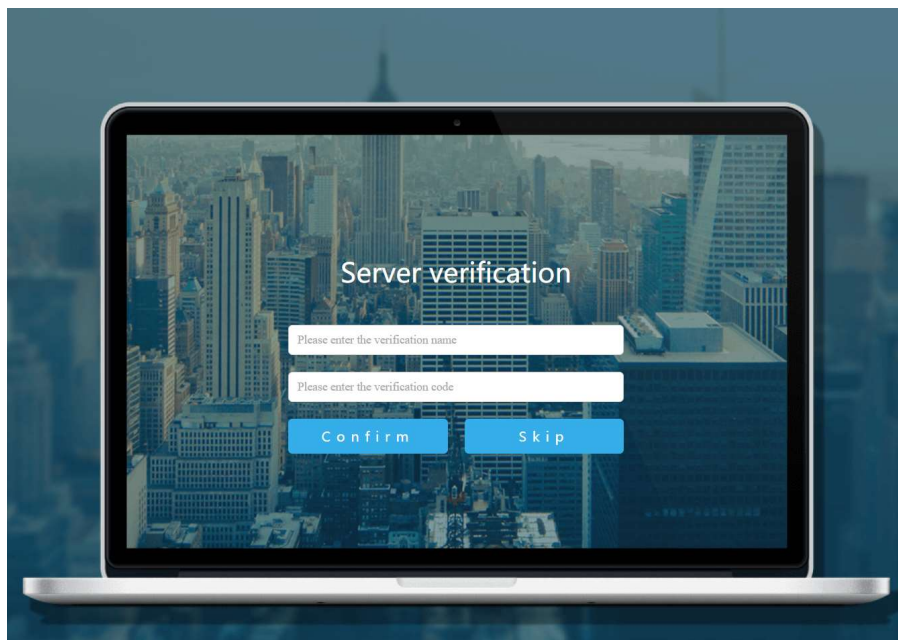 Server verification
Please enter the verification name
Please enter the verification code
Confirm Skip